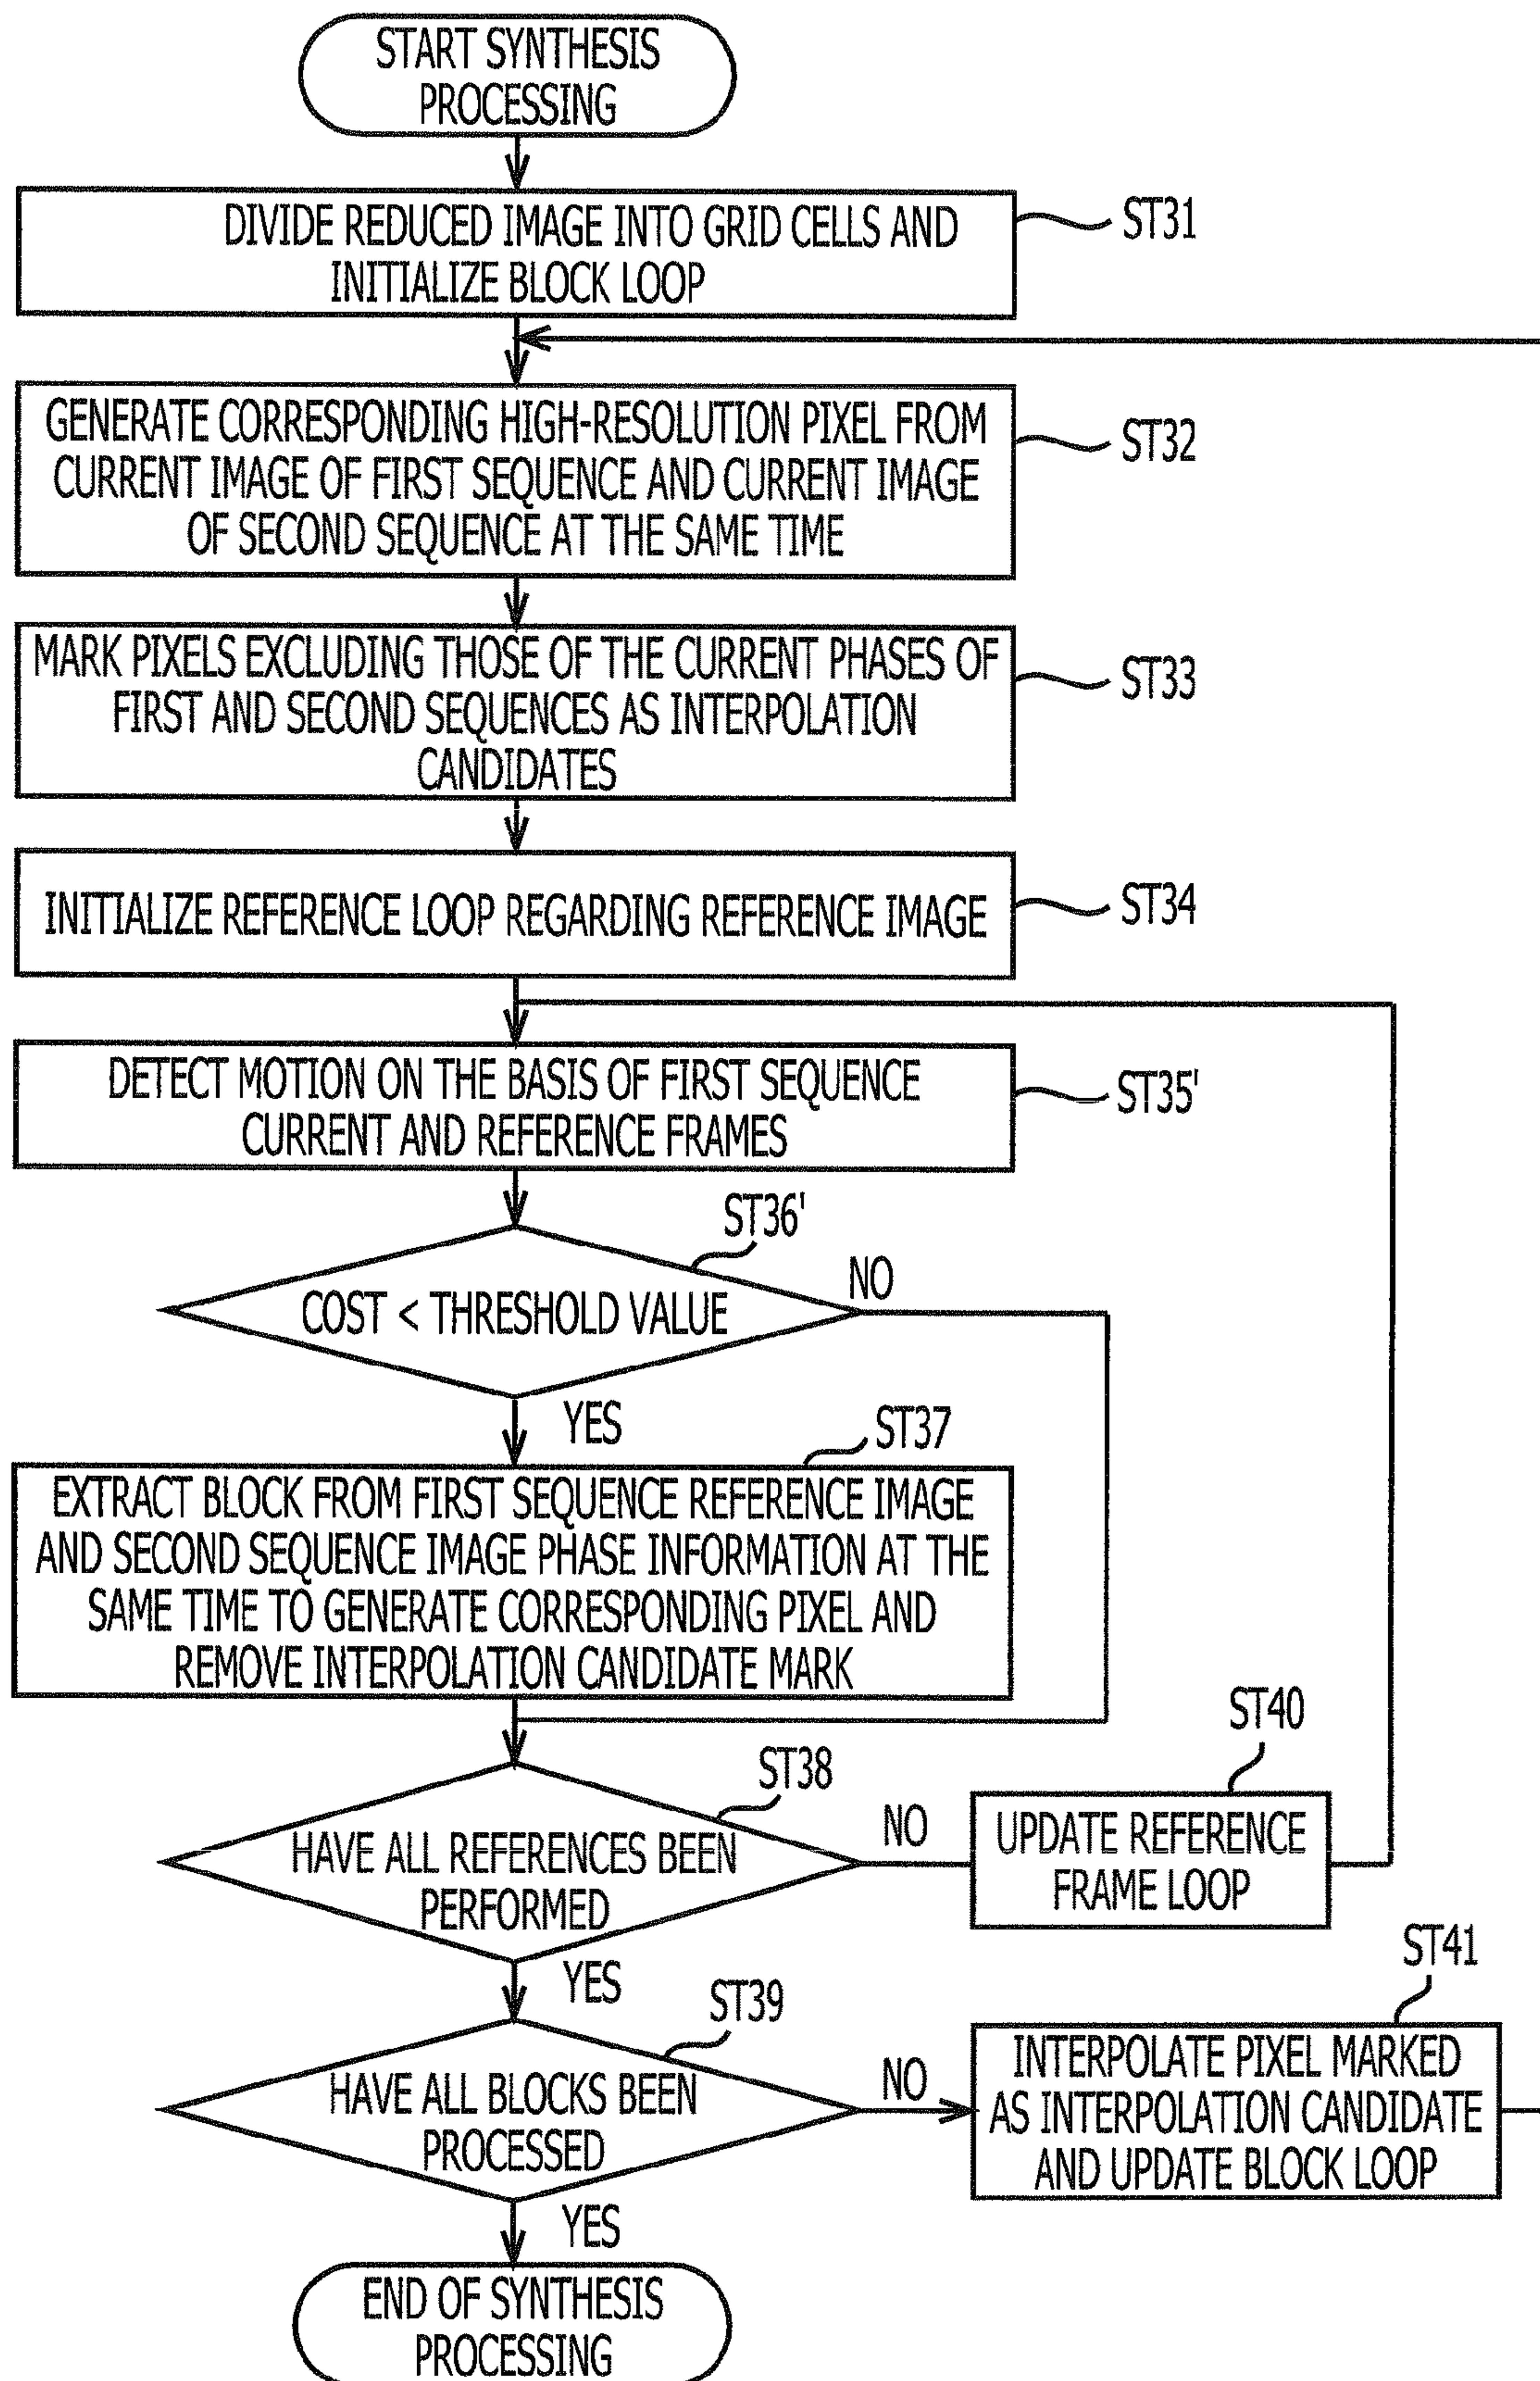 START SYNTHESIS
PROCESSING
DIVIDE REDUCED IMAGE INTO GRID CELLS AND
INITIALIZE BLOCK LOOP
ST31
GENERATE CORRESPONDING HIGH-RESOLUTION PIXEL FROM
CURRENT IMAGE OF FIRST SEQUENCE AND CURRENT IMAGE
OF SECOND SEQUENCE AT THE SAME TIME
ST32
MARK PIXELS EXCLUDING THOSE OF THE CURRENT PHASES OF
FIRST AND SECOND SEQUENCES AS INTERPOLATION
CANDIDATES
ST33
INITIALIZE REFERENCE LOOP REGARDING REFERENCE IMAGE
ST34
DETECT MOTION ON THE BASIS OF FIRST SEQUENCE
CURRENT AND REFERENCE FRAMES
ST35'
ST36'
NO
COST < THRESHOLD VALUE
YES
ST37
EXTRACT BLOCK FROM FIRST SEQUENCE REFERENCE IMAGE
AND SECOND SEQUENCE IMAGE PHASE INFORMATION AT THE
SAME TIME TO GENERATE CORRESPONDING PIXEL AND
REMOVE INTERPOLATION CANDIDATE MARK
ST38
HAVE ALL REFERENCES BEEN
PERFORMED
NO
ST40
UPDATE REFERENCE
FRAME LOOP
YES
ST39
HAVE ALL BLOCKS BEEN
PROCESSED
NO
ST41
INTERPOLATE PIXEL MARKED
AS INTERPOLATION CANDIDATE
AND UPDATE BLOCK LOOP
YES
END OF SYNTHESIS
PROCESSING